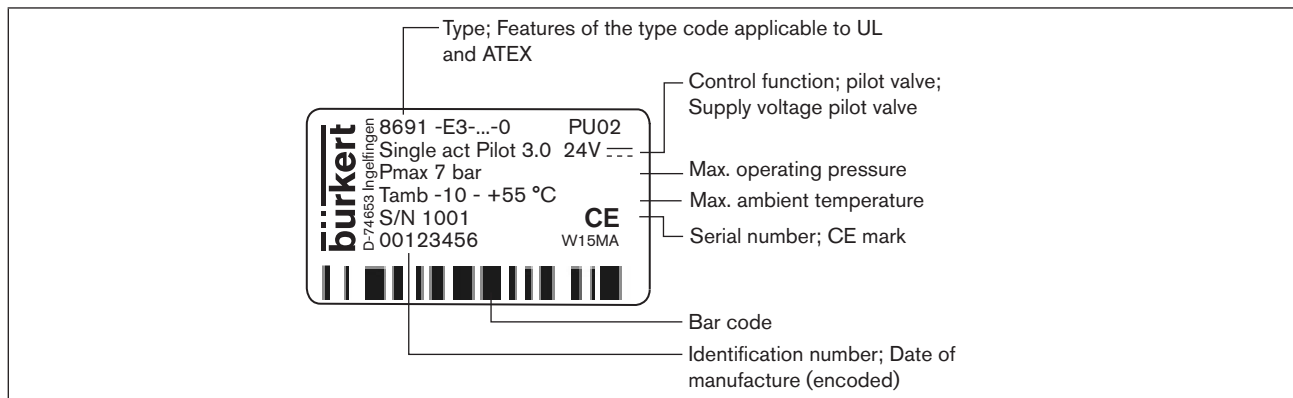 Type; Features of the type code applicable to UL
and ATEX
Control function; pilot valve;
Supply voltage pilot valve
bürkert
D-74653 Ingelfingen
8691 -E3-...-0 PU02
Single act Pilot 3.0 24V
Pmax 7 bar
Tamb -10 - +55 °C
S/N 1001 CE
00123456 W15MA
Max. operating pressure
Max. ambient temperature
Serial number; CE mark
Bar code
Identification number; Date of
manufacture (encoded)